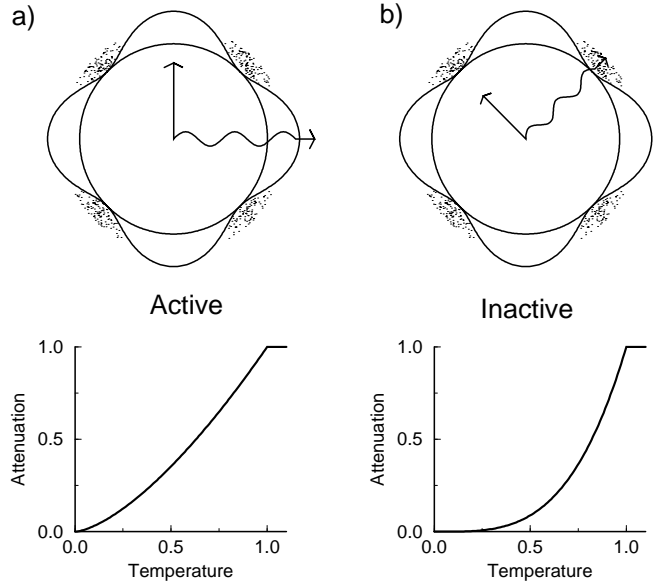 a)
b)
Active
Inactive
1.0
0.5
0.0
Attenuation
0.0 0.5 1.0
Temperature
1.0
0.5
0.0
Attenuation
0.0 0.5 1.0
Temperature